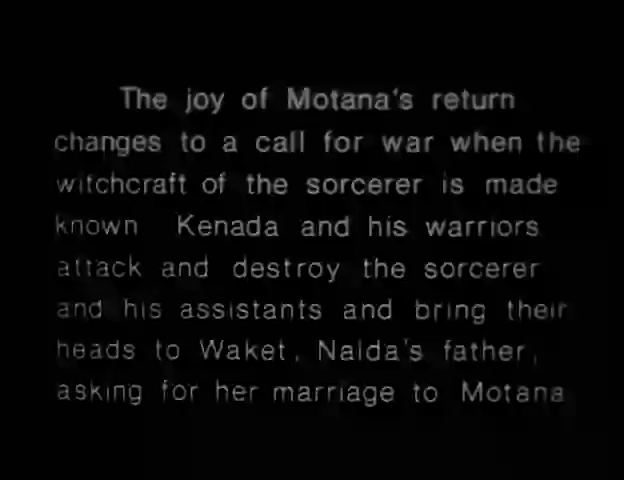 The joy of Motana's return
changes to a call for war when the
witchcraft of the sorcerer is made
known Kenada and his warriors
attack and destroy the sorcerer
and his assistants and bring their
heads to Waket, Naida's father,
asking for her marriage to Motana